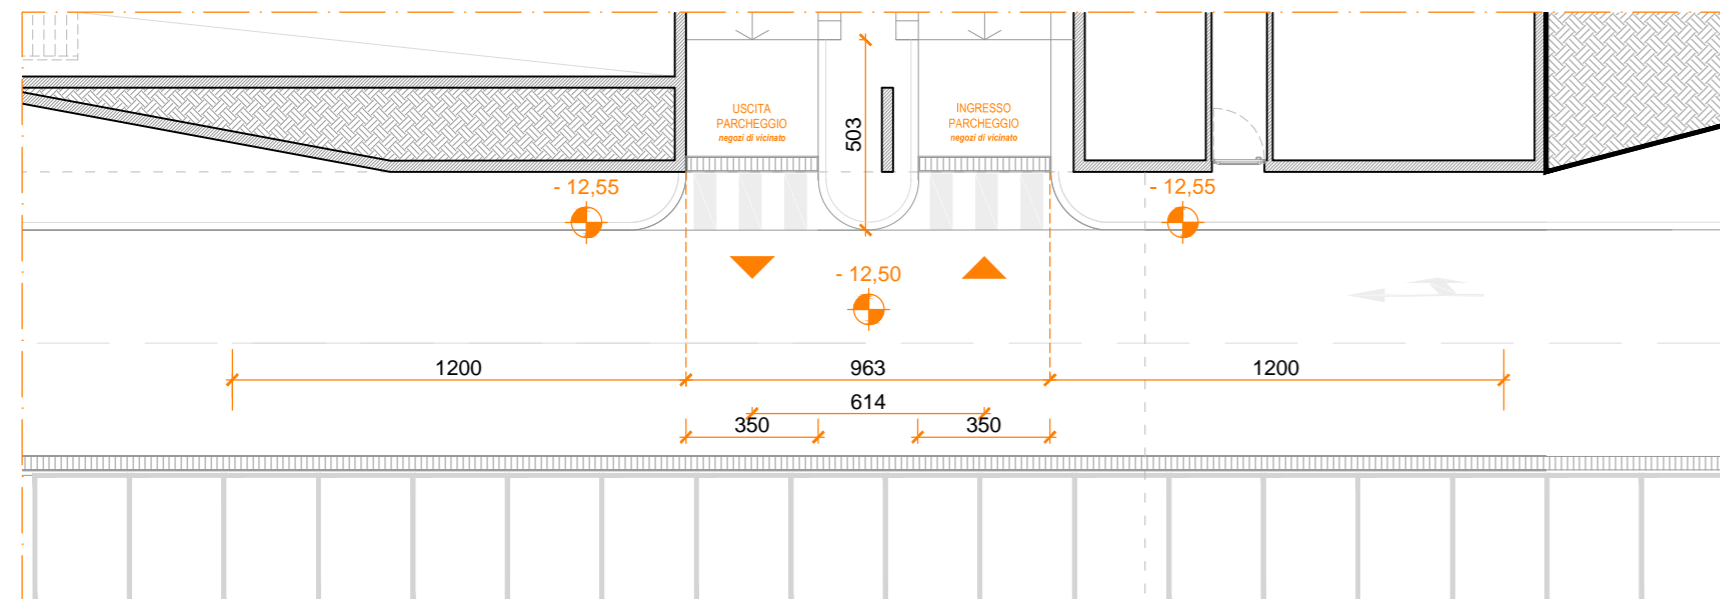 USCITA
PARCHEGGIO
negozi di vicinato
503
INGRESSO
PARCHEGGIO
negozi di vicinato
- 12,55
- 12,55
- 12,50
1200
963
1200
614
350
350